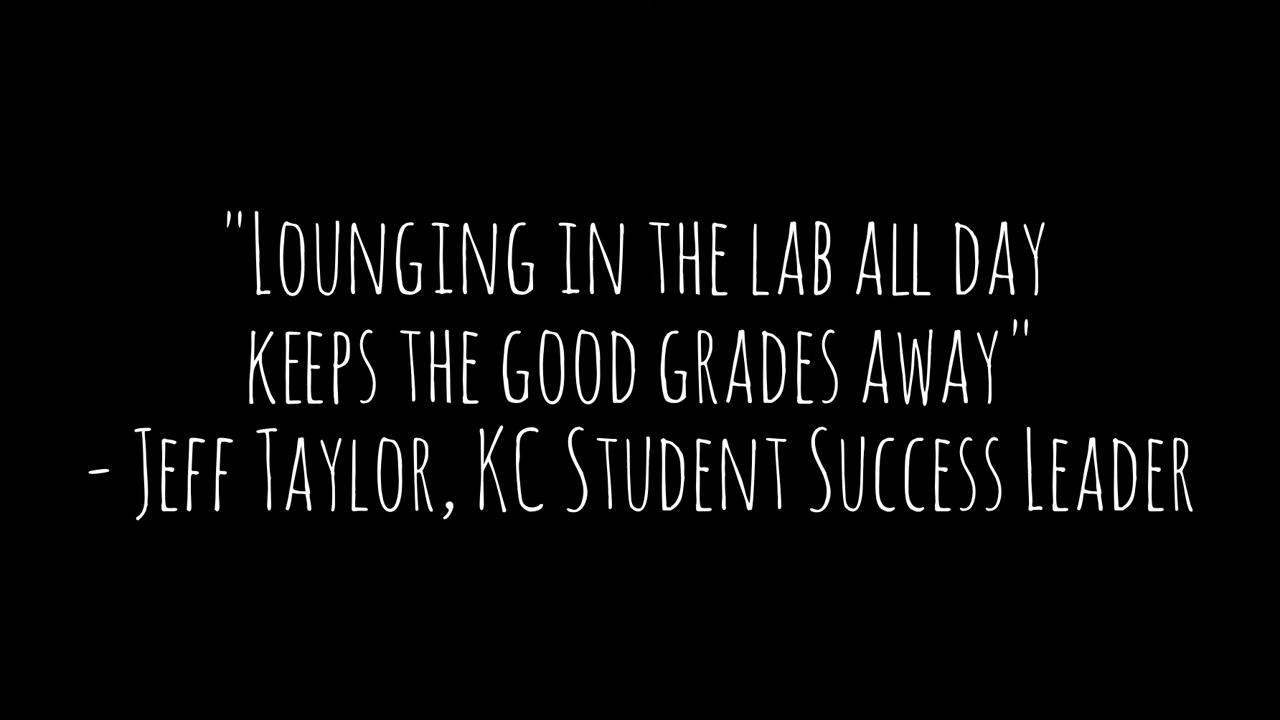 "Lounging in the lab all day
keeps the good grades away"
- Jeff Taylor, KC Student Success Leader